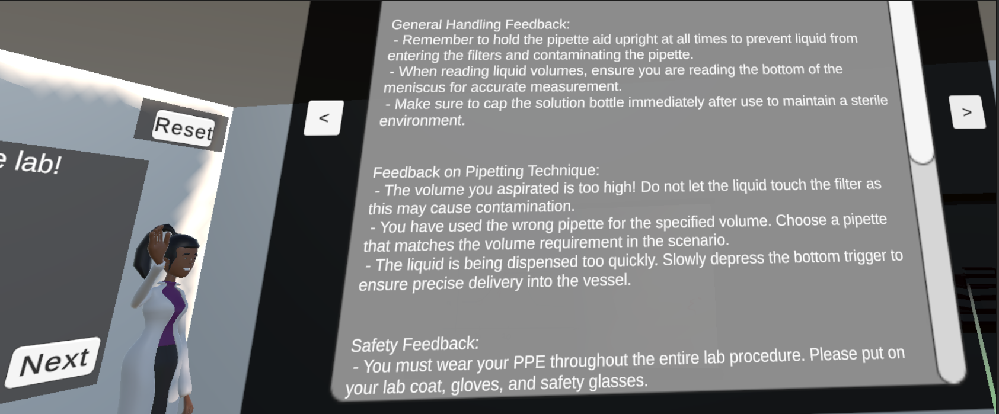 General Handling Feedback:
- Remember to hold the pipette aid upright at all times to prevent liquid from
entering the filters and contaminating the pipette.
- When reading liquid volumes, ensure you are reading the bottom of the
meniscus for accurate measurement.
- Make sure to cap the solution bottle immediately after use to maintain a sterile
environment.
<
>
Reset
lab!
Feedback on Pipetting Technique:
- The volume you aspirated is too high! Do not let the liquid touch the filter as
this may cause contamination.
- You have used the wrong pipette for the specified volume. Choose a pipette
that matches the volume requirement in the scenario.
- The liquid is being dispensed too quickly. Slowly depress the bottom trigger to
ensure precise delivery into the vessel.
Safety Feedback:
- You must wear your PPE throughout the entire lab procedure. Please put on
your lab coat, gloves, and safety glasses.
Next